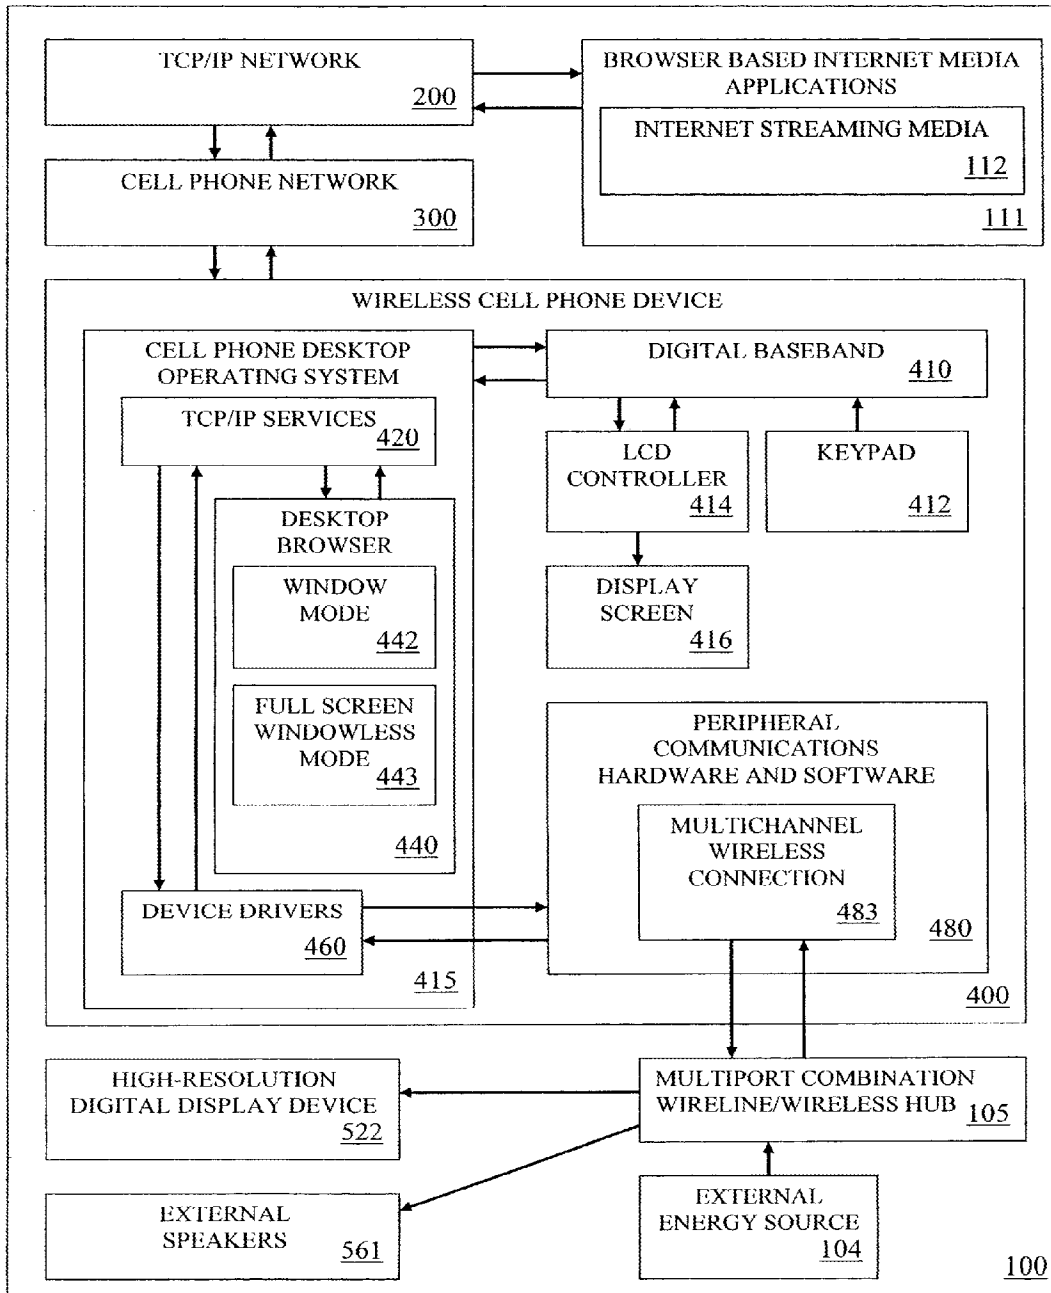 TCP/IP NETWORK
200
BROWSER BASED INTERNET MEDIA
APPLICATIONS
INTERNET STREAMING MEDIA
112
111
CELL PHONE NETWORK
300
WIRELESS CELL PHONE DEVICE
CELL PHONE DESKTOP
OPERATING SYSTEM
TCP/IP SERVICES
420
DESKTOP
BROWSER
WINDOW
MODE
442
FULL SCREEN
WINDOWLESS
MODE
443
440
DEVICE DRIVERS
460
415
DIGITAL BASEBAND
410
LCD
CONTROLLER
414
KEYPAD
412
DISPLAY
SCREEN
416
PERIPHERAL
COMMUNICATIONS
HARDWARE AND SOFTWARE
MULTICHANNEL
WIRELESS
CONNECTION
483
480
400
HIGH-RESOLUTION
DIGITAL DISPLAY DEVICE
522
MULTIPORT COMBINATION
WIRELINE/WIRELESS HUB
105
EXTERNAL
SPEAKERS
561
EXTERNAL
ENERGY SOURCE
104
100